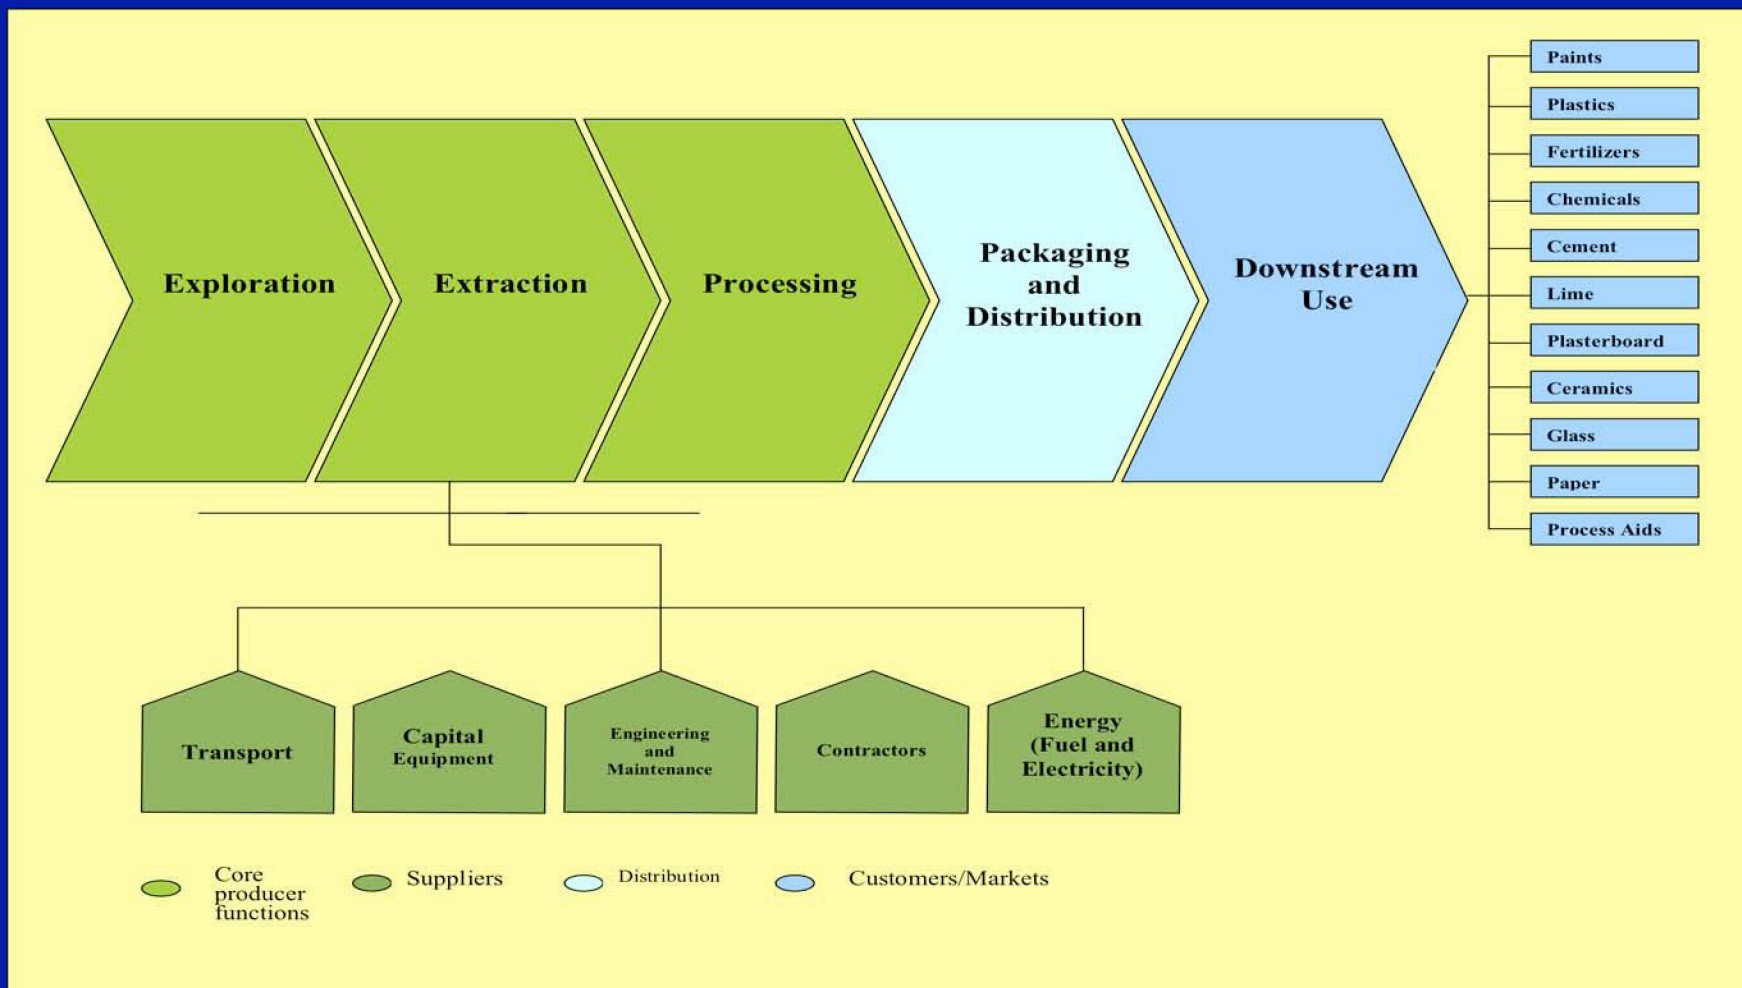 Exploration
Extraction
Processing
Packaging
and
Distribution
Downstream
Use
Paints
Plastics
Fertilizers
Chemicals
Cement
Lime
Plasterboard
Ceramics
Glass
Paper
Process Aids
Transport
Capital
Equipment
Engineering
and
Maintenance
Contractors
Energy
(Fuel and
Electricity)
Core
producer
functions
Suppliers
Distribution
Customers/Markets